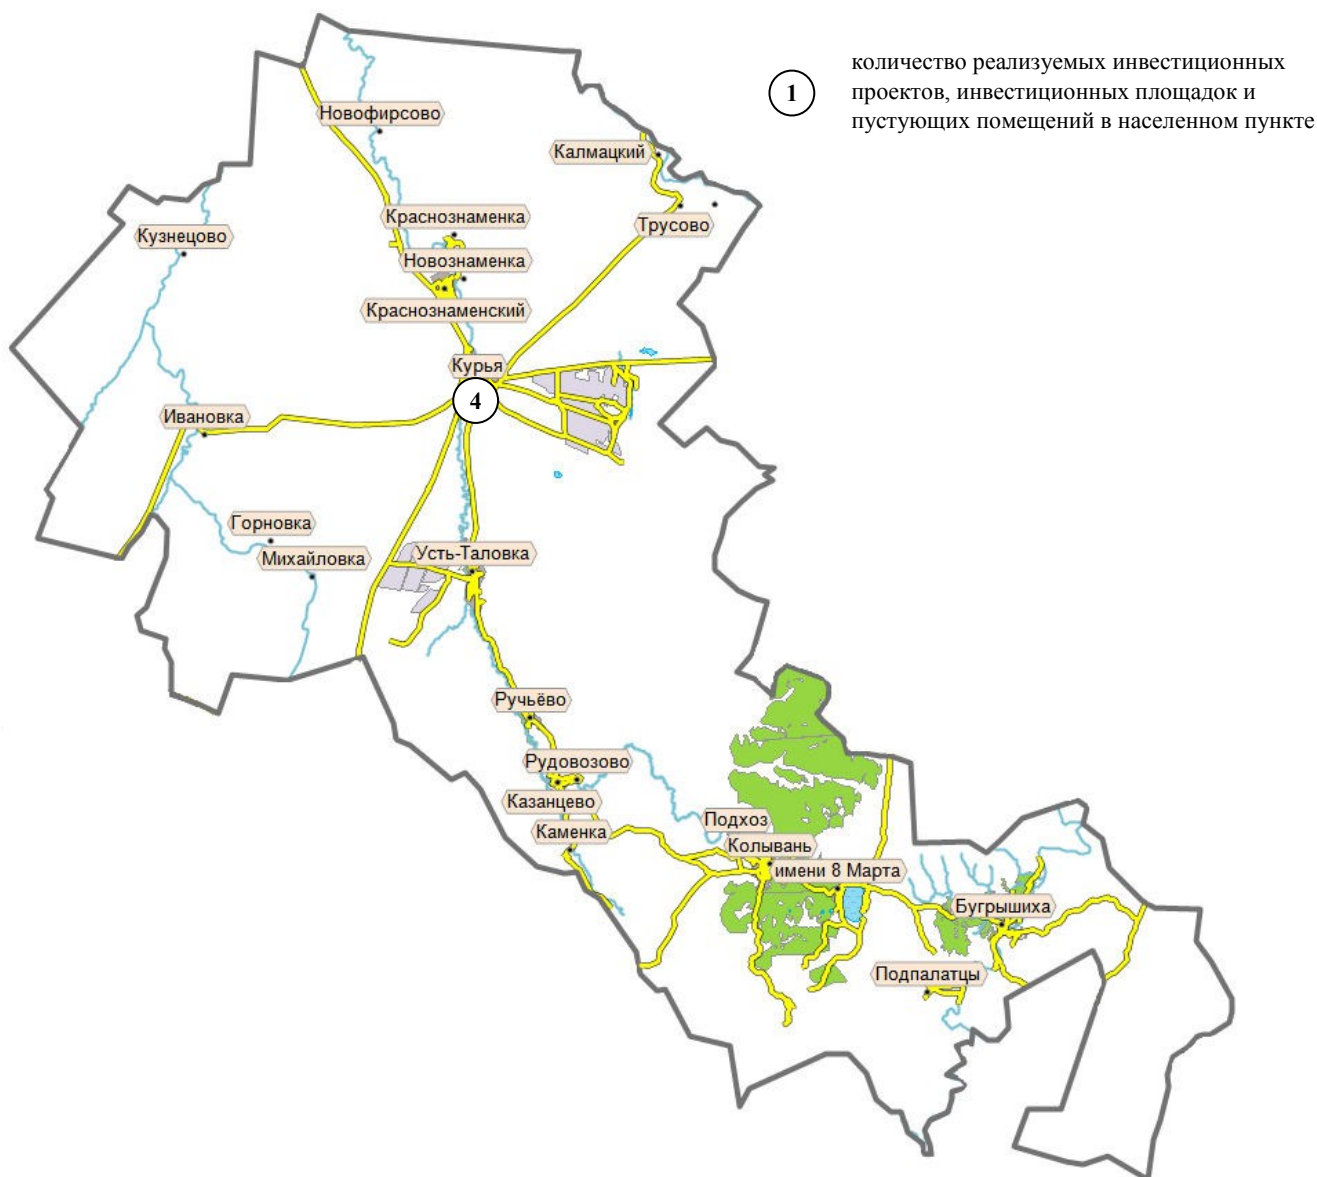 количество реализуемых инвестиционных
1
проектов, инвестиционных площадок и
пустующих помещений в населенном пункте
Новофирсово
Калмацкий
Краснознаменка
Трусово
Кузнецово
Новознаменка
Краснознаменский
Курья
4
Ивановка
Горновка
Михайловка
Усть-Таловка
Ручьёво
Рудовозово
Казанцево
Подхоз
Каменка
Колывань
имени 8 Марта
Бугрышиха
Подпалатцы